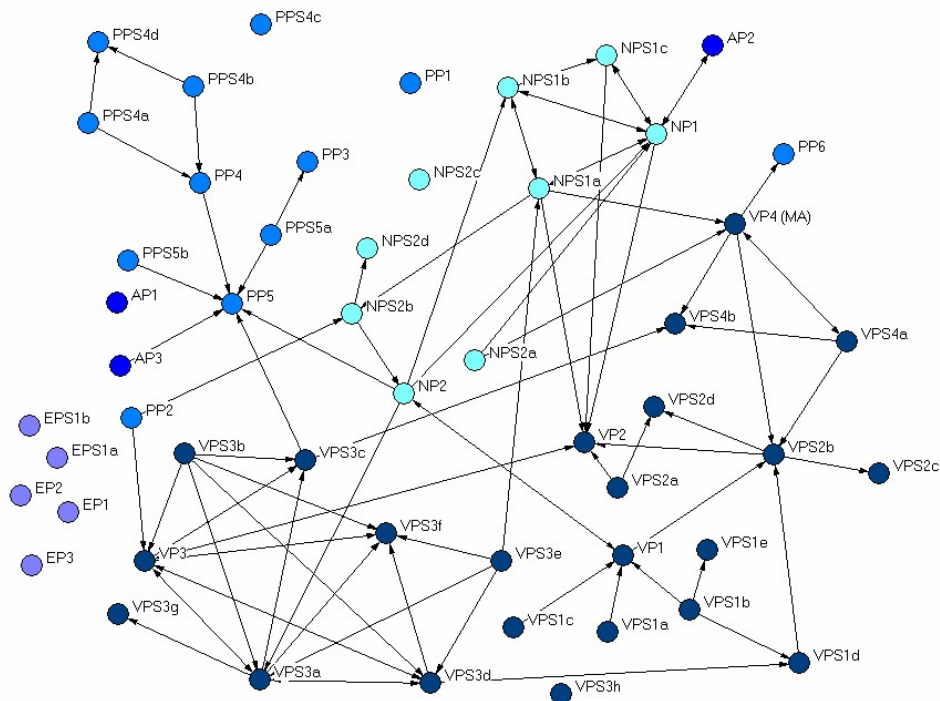 PPS4c
PPS4d
AP2
NPS1c
PPS4b
PP1
NPS1b
PPS4a
NP1
PP3
PP6
PP4
NPS2c
NPS1a
VP4 (MA)
PPS5a
NPS2d
PPS5b
AP1
PP5
NPS2b
VPS4b
VPS4a
AP3
NPS2a
NP2
PP2
VPS2d
EPS1b
VPS3b
VP2
VPS2b
EPS1a
VPS3c
VPS2c
VPS2a
EP2
EP1
VPS3f
VP3
VPS3e
VP1
VPS1e
EP3
VPS3g
VPS1c
VPS1a
VPS1b
VPS3a
VPS3d
VPS1d
VPS3h